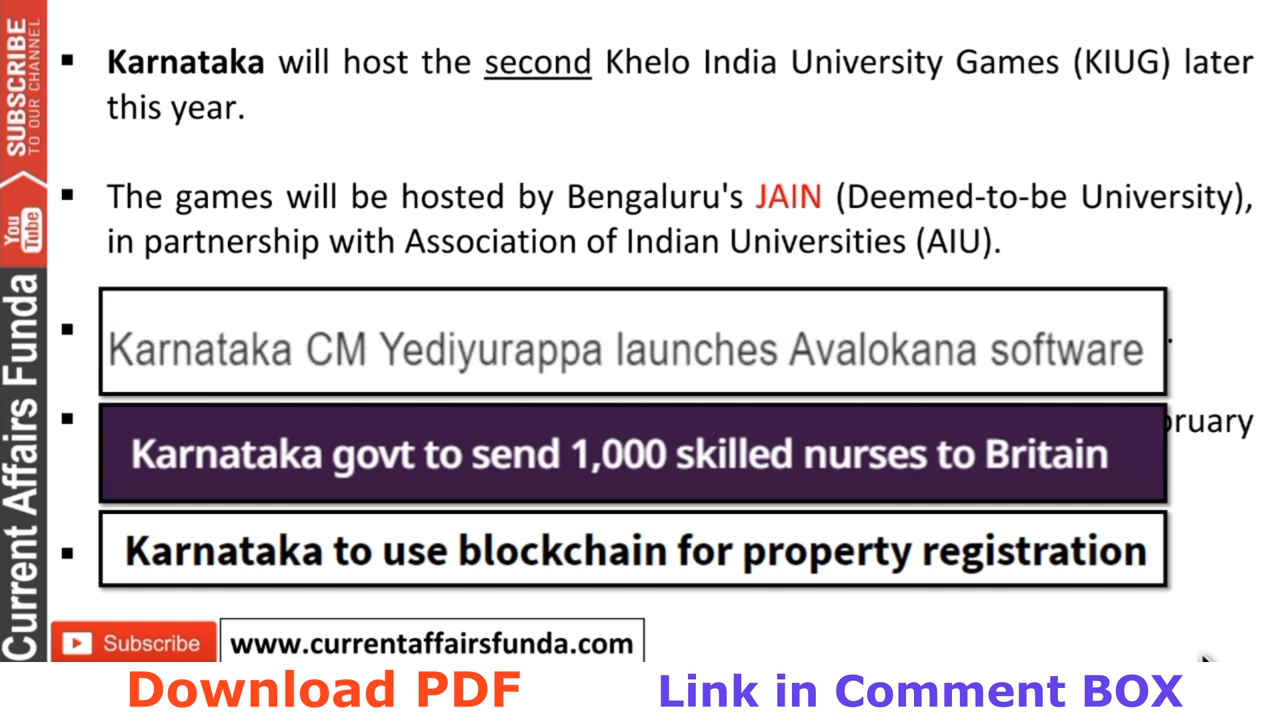 SUBSCRIBE
TO OUR CHANNEL
You
Tube
Current Affairs Funda
▪ Karnataka will host the second Khelo India University Games (KIUG) later
this year.
▪ The games will be hosted by Bengaluru's JAIN (Deemed-to-be University),
in partnership with Association of Indian Universities (AIU).
▪ Karnataka CM Yediyurappa launches Avalokana software
▪ Karnataka govt to send 1,000 skilled nurses to Britain
▪ Karnataka to use blockchain for property registration
Subscribe
www.currentaffairsfunda.com
Download PDF
Link in Comment BOX